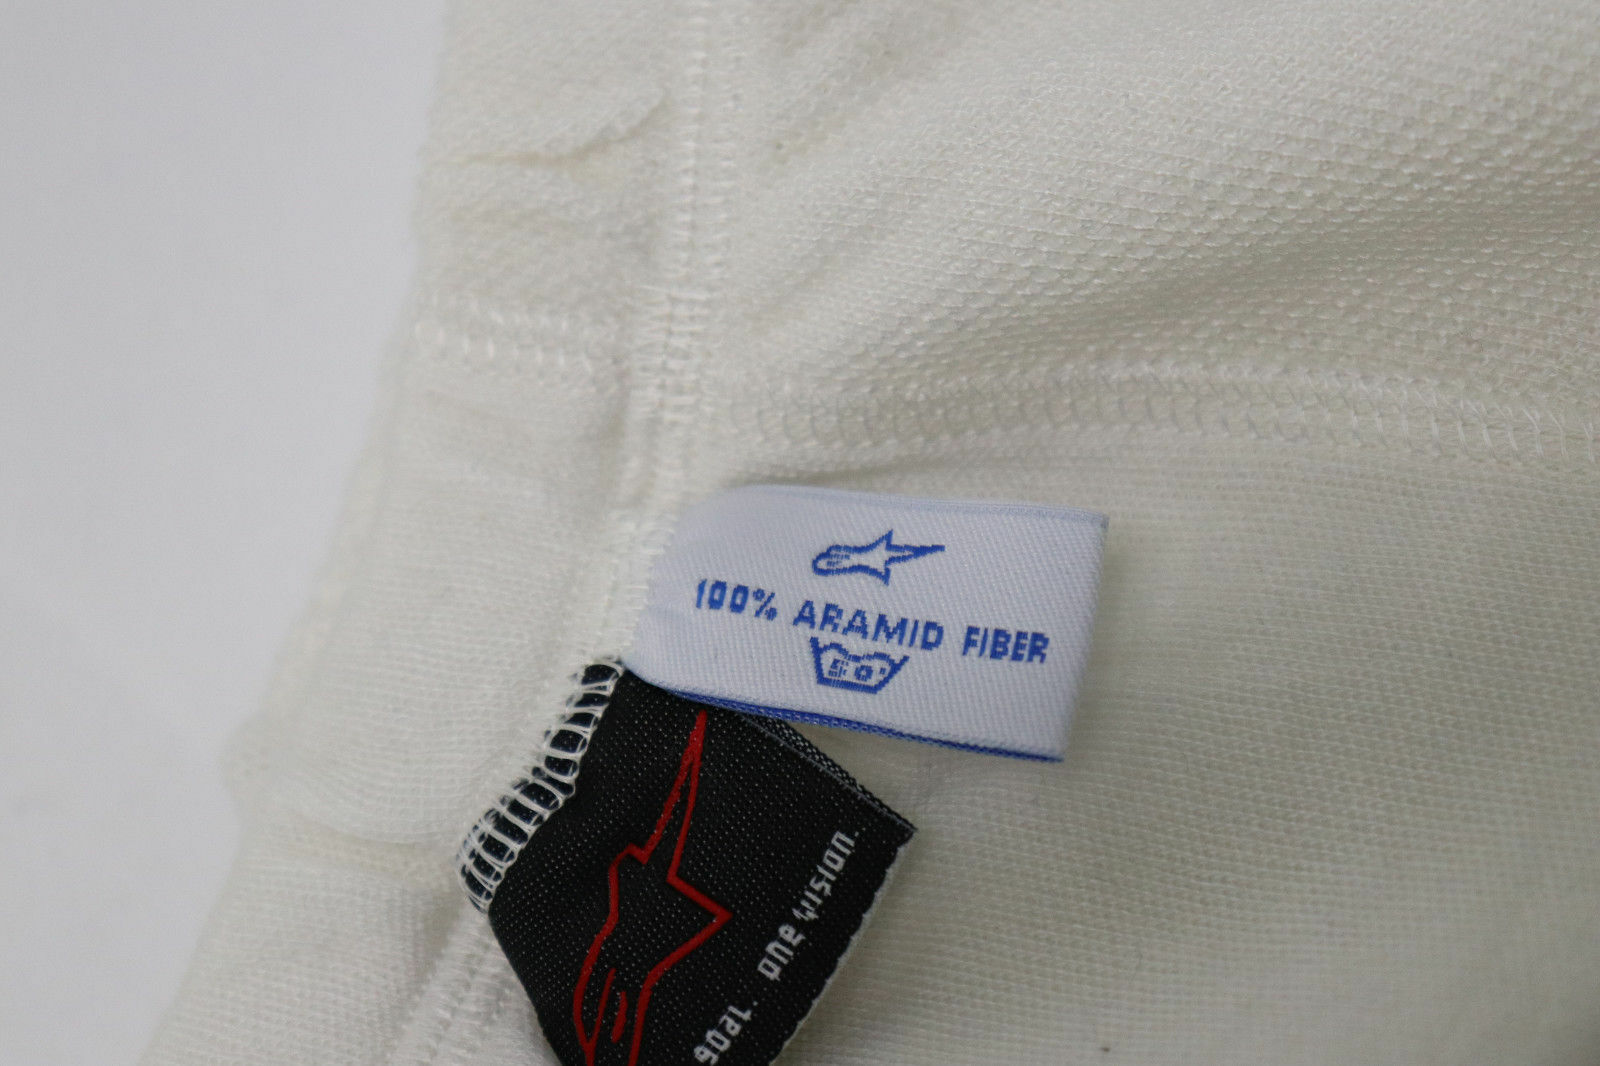 100% ARAMID FIBER
50°
goal. one vision.